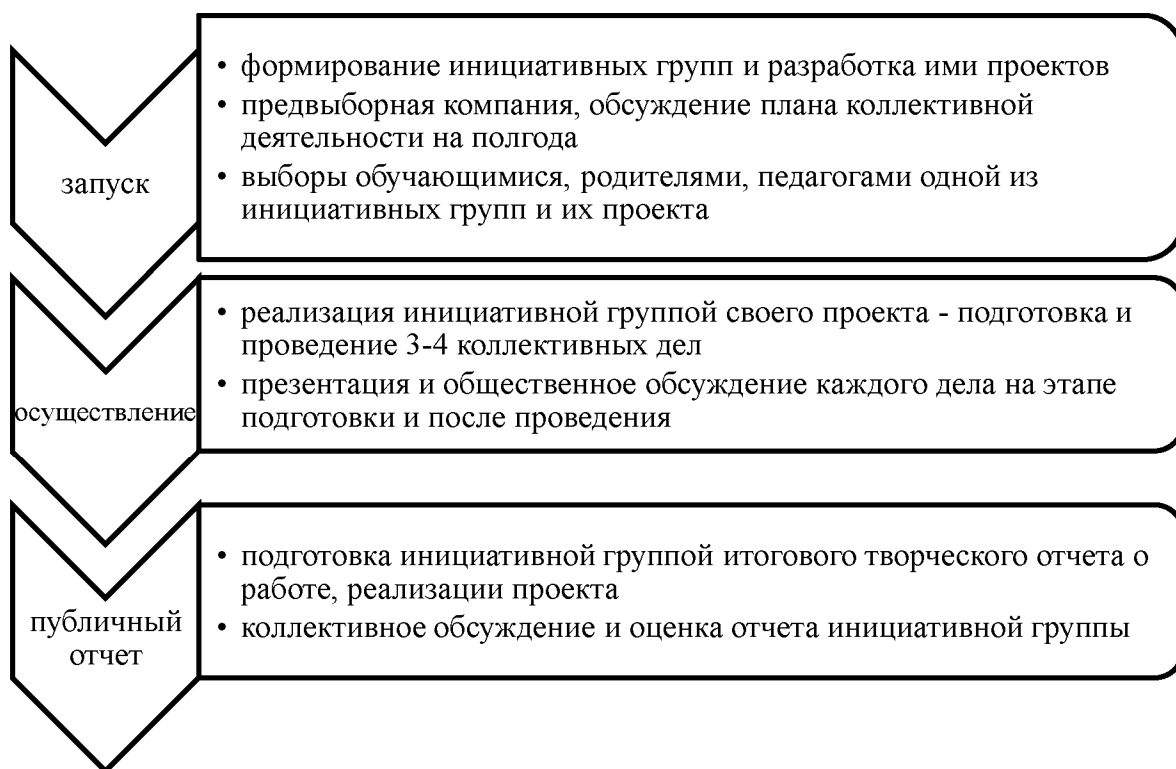 запуск
• формирование инициативных групп и разработка ими проектов
• предвыборная компания, обсуждение плана коллективной
деятельности на полгода
• выборы обучающимися, родителями, педагогами одной из
инициативных групп и их проекта
осуществление
• реализация инициативной группой своего проекта - подготовка и
проведение 3-4 коллективных дел
• презентация и общественное обсуждение каждого дела на этапе
подготовки и после проведения
публичный
отчет
• подготовка инициативной группой итогового творческого отчета о
работе, реализации проекта
• коллективное обсуждение и оценка отчета инициативной группы